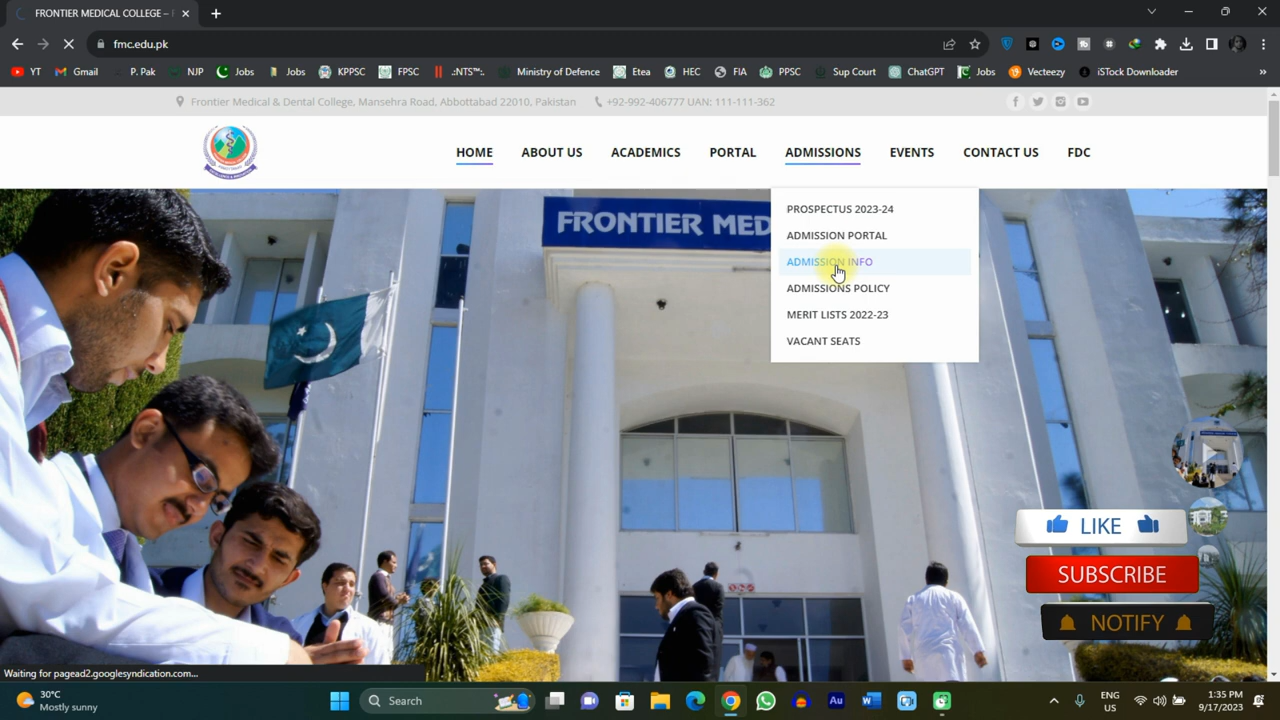 FRONTIER MEDICAL COLLEGE –
fmc.edu.pk
YT
Gmail
P. Pak
NJP
Jobs
Jobs
KPPSC
FPSC
.:NTS™:.
Ministry of Defence
Etea
HEC
FIA
PPSC
Sup Court
ChatGPT
Jobs
Vecteezy
iSTock Downloader
»
Frontier Medical & Dental College, Mansehra Road, Abbottabad 22010, Pakistan
+92-992-406777 UAN: 111-111-362
HOME
ABOUT US
ACADEMICS
PORTAL
ADMISSIONS
EVENTS
CONTACT US
FDC
PROSPECTUS 2023-24
ADMISSION PORTAL
ADMISSION INFO
ADMISSIONS POLICY
MERIT LISTS 2022-23
VACANT SEATS
FRONTIER MED
LIKE
SUBSCRIBE
NOTIFY
Waiting for pagead2.googlesyndication.com...
30°C
Mostly sunny
Search
Au
ENG
US
1:35 PM
9/17/2023